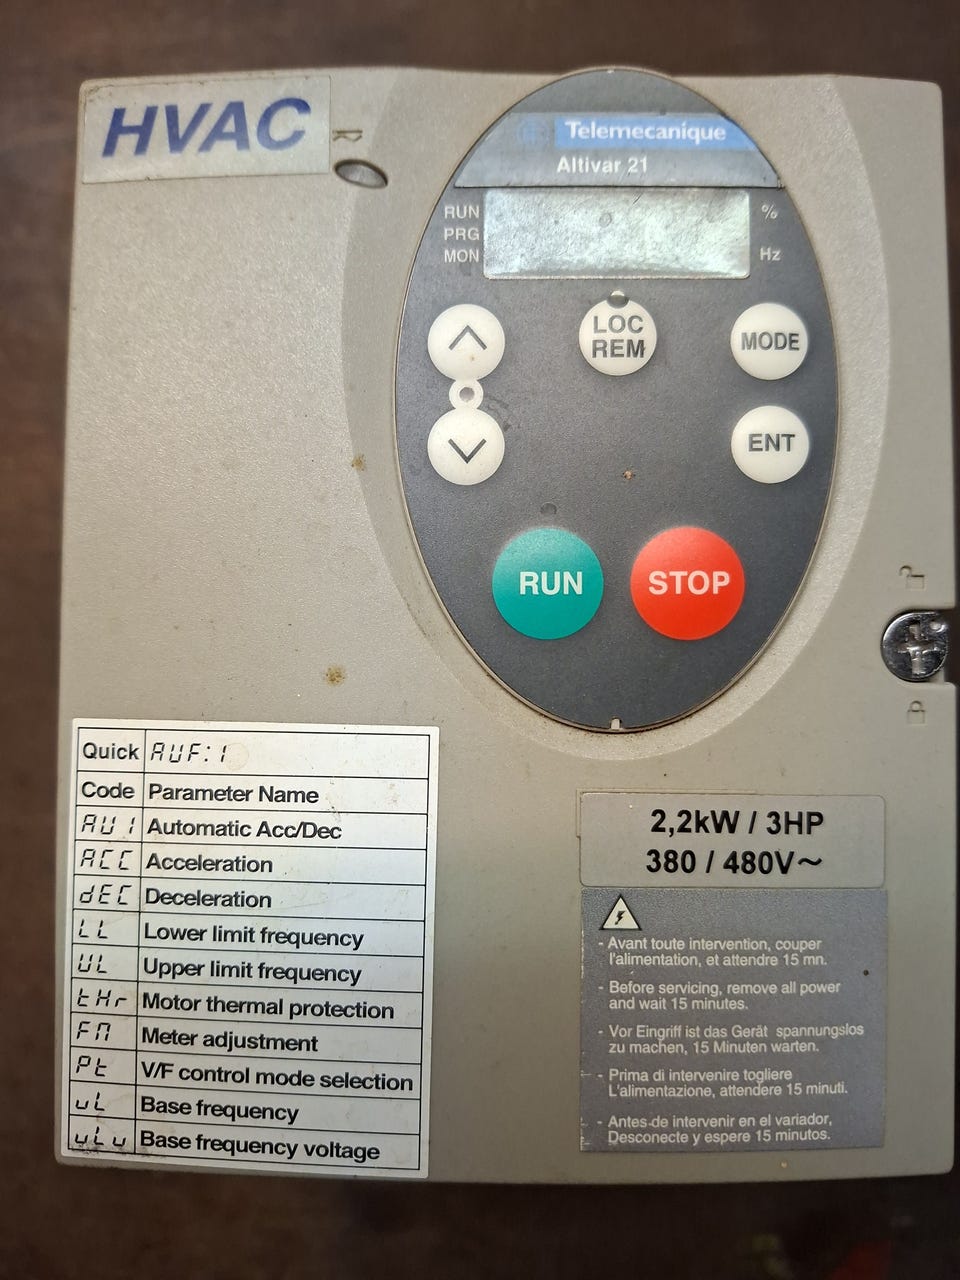 HVAC
Telemecanique
Altivar 21
RUN
PRG
MON
%
Hz
LOC
REM
MODE
ENT
RUN
STOP
Quick AUF:1
Code Parameter Name
AU1 Automatic Acc/Dec
ACC Acceleration
dEC Deceleration
LL Lower limit frequency
UL Upper limit frequency
tHr Motor thermal protection
FM Meter adjustment
Pt V/F control mode selection
uL Base frequency
uLu Base frequency voltage
2,2kW / 3HP
380 / 480V~
- Avant toute intervention, couper
l'alimentation, et attendre 15 mn.
- Before servicing, remove all power
and wait 15 minutes.
- Vor Eingriff ist das Gerät spannungslos
zu machen, 15 Minuten warten.
- Prima di intervenire togliere
L'alimentazione, attendere 15 minuti.
- Antes de intervenir en el variador,
Desconecte y espere 15 minutos.